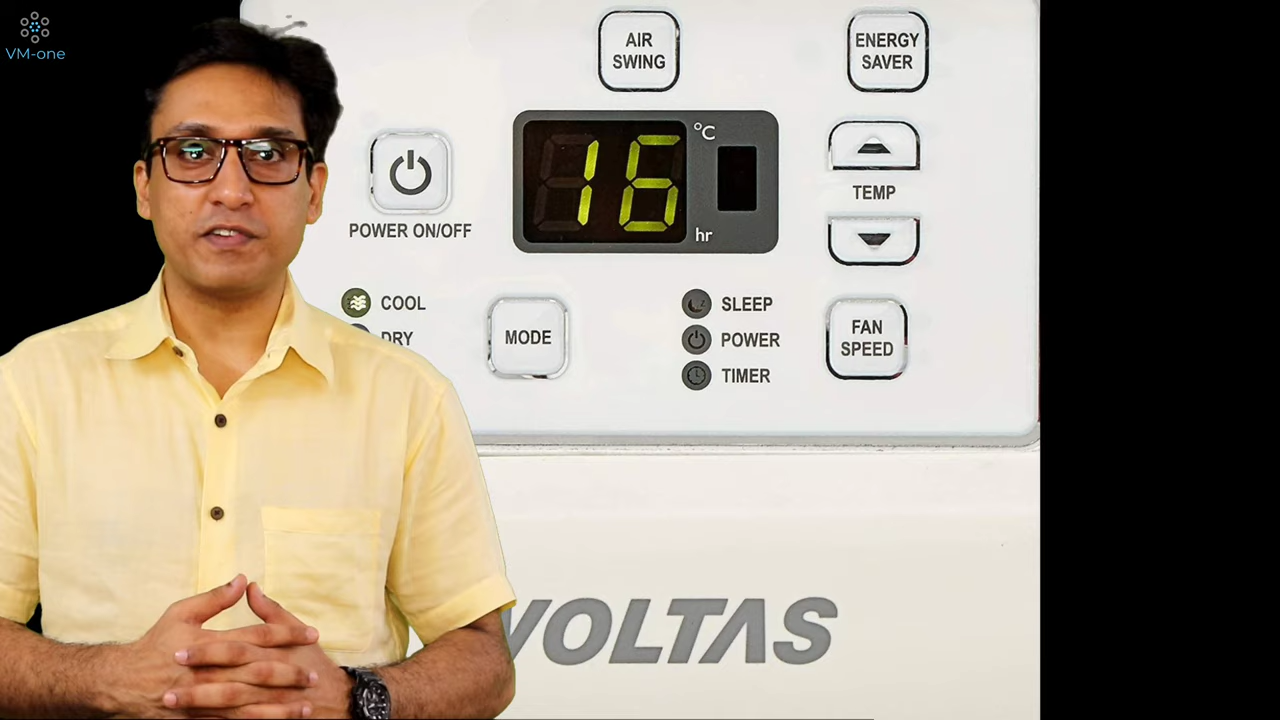 VM-one
AIR
SWING
ENERGY
SAVER
16
°C
hr
TEMP
POWER ON/OFF
COOL
DRY
MODE
SLEEP
POWER
TIMER
FAN
SPEED
VOLTAS